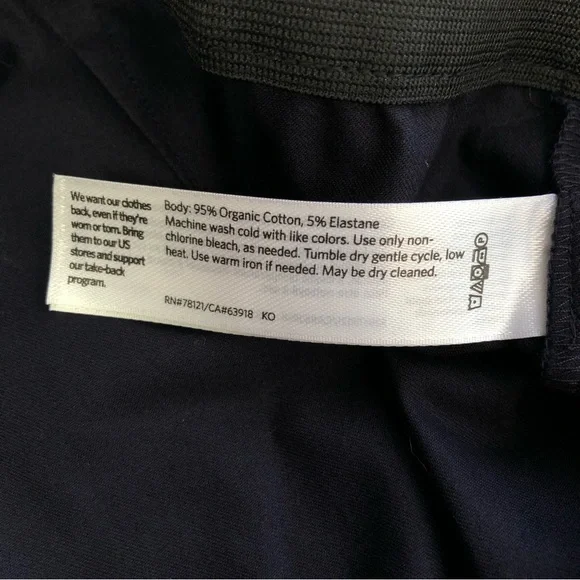 We want our clothes
back, even if they're
worn or torn. Bring
them to our US
stores and support
our take-back
program.
Body: 95% Organic Cotton, 5% Elastane
Machine wash cold with like colors. Use only non-
chlorine bleach, as needed. Tumble dry gentle cycle, low
heat. Use warm iron if needed. May be dry cleaned.
RN#78121/CA#63918 KO